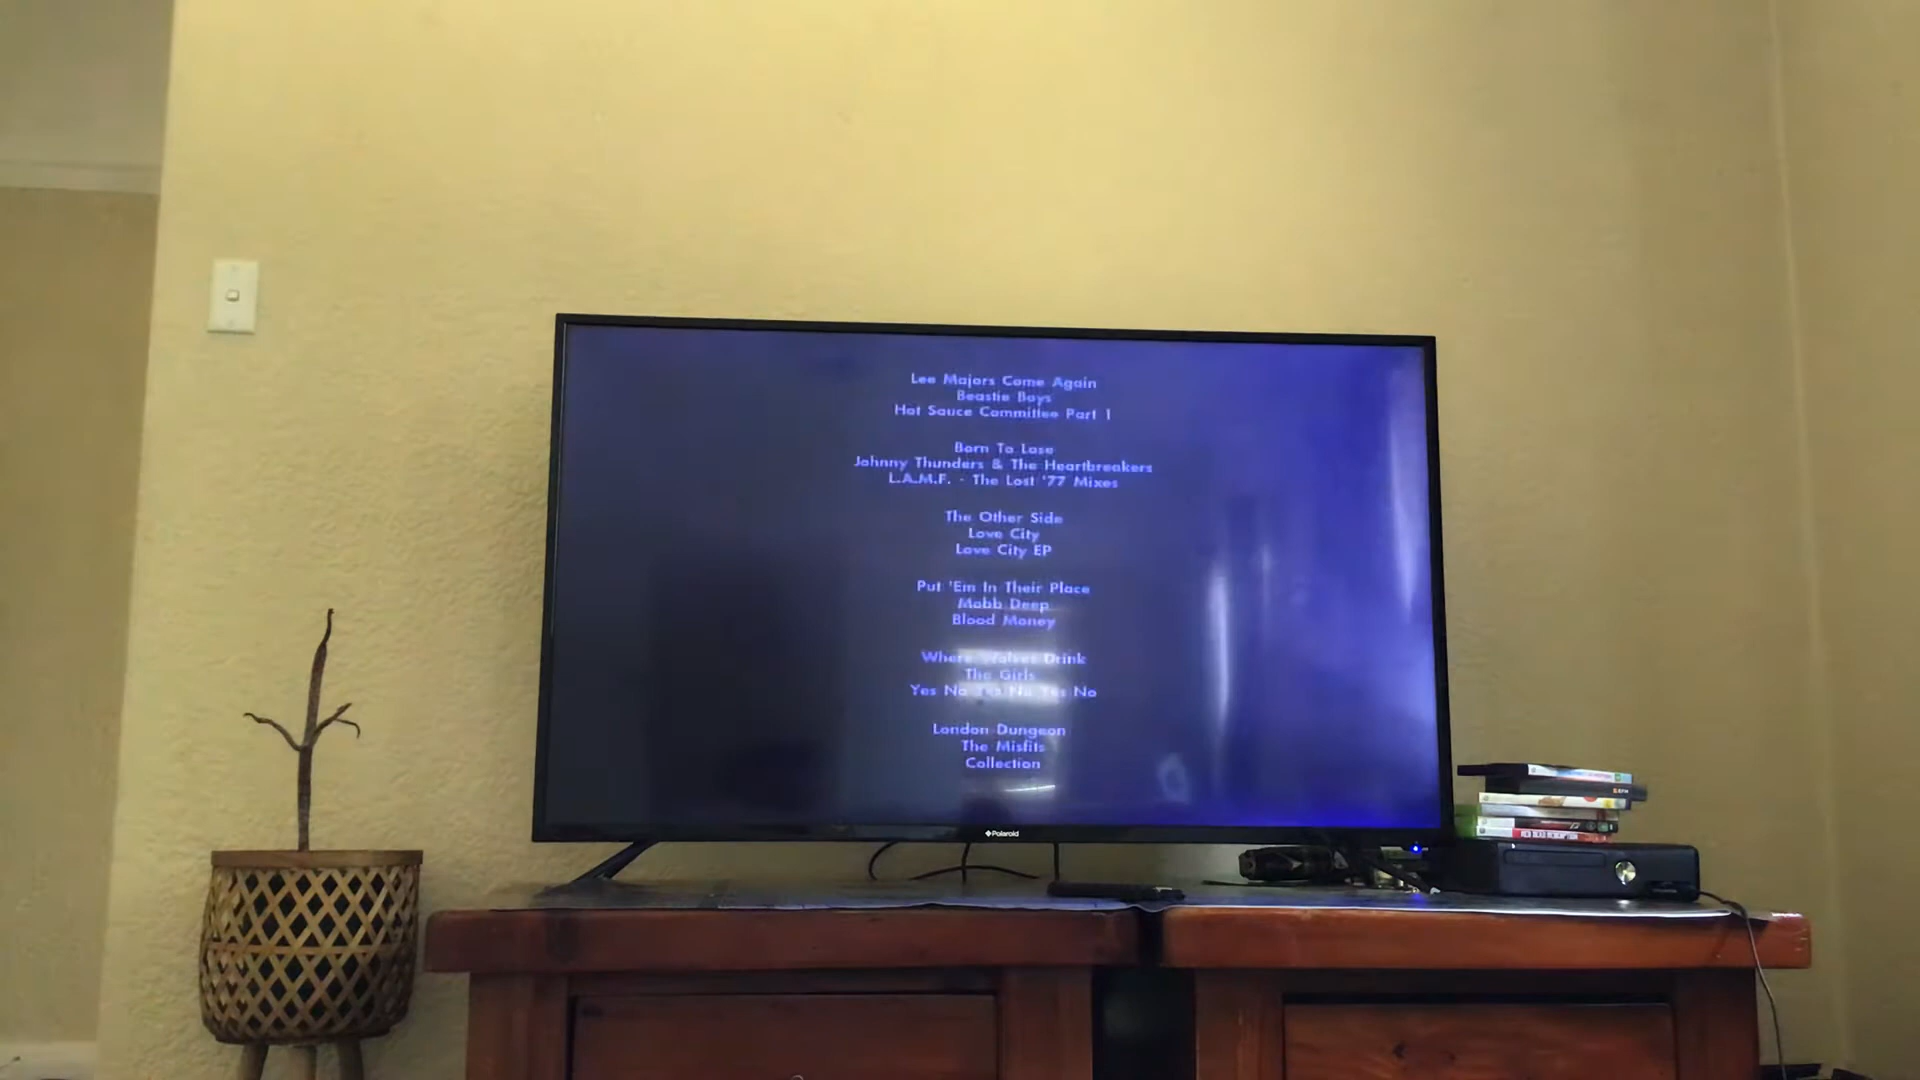 Lee Majors Come Again
Beastie Boys
Hot Sauce Committee Part 1
Born To Lose
Johnny Thunders & The Heartbreakers
L.A.M.F. - The Lost '77 Mixes
The Other Side
Love City
Love City EP
Put 'Em In Their Place
Mobb Deep
Blood Money
Where Wolves Drink
The Girls
Yes No Yes No Yes No
London Dungeon
The Misfits
Collection
Polaroid